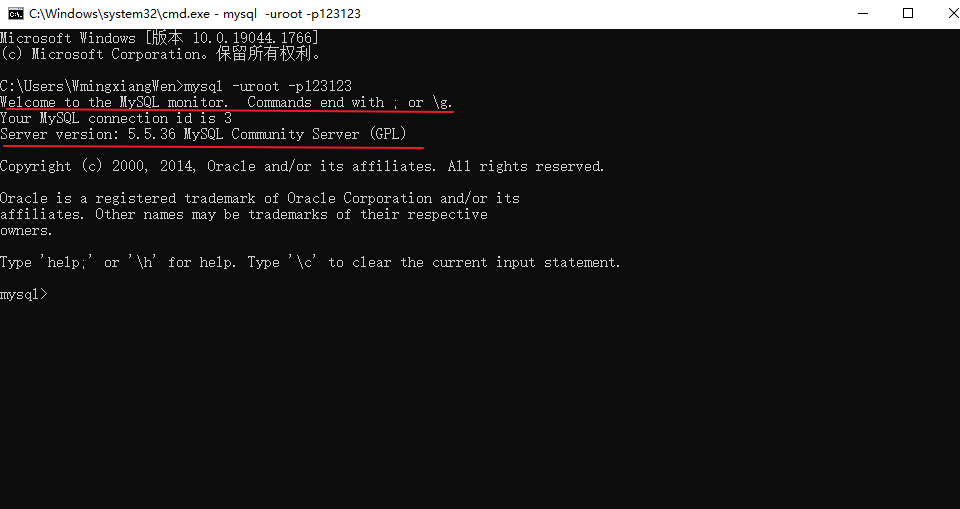 C:\Windows\system32\cmd.exe - mysql  -uroot -p123123
Microsoft Windows [版本 10.0.19044.1766]
(c) Microsoft Corporation。保留所有权利。
C:\Users\WmingxiangWen>mysql -uroot -p123123
Welcome to the MySQL monitor.  Commands end with ; or \g.
Your MySQL connection id is 3
Server version: 5.5.36 MySQL Community Server (GPL)
Copyright (c) 2000, 2014, Oracle and/or its affiliates. All rights reserved.
Oracle is a registered trademark of Oracle Corporation and/or its
affiliates. Other names may be trademarks of their respective
owners.
Type 'help;' or '\h' for help. Type '\c' to clear the current input statement.
mysql>